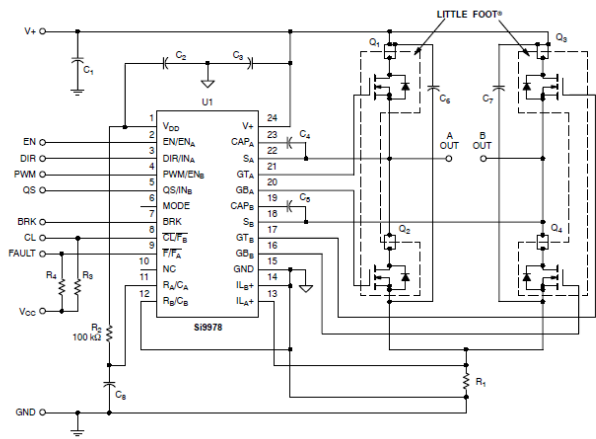 LITTLE FOOT®
V+
Q1
Q3
C2
C3
C1
U1
C6
C7
1 VDD
V+ 24
EN
2 EN/ENA
CAPA 23
C4
A
OUT
B
OUT
DIR
3 DIR/INA
SA 22
PWM
4 PWM/ENB
GTA 21
QS
5 QS/INB
GBA 20
6 MODE
CAPB 19
C5
BRK
7 BRK
SB 18
Q2
Q4
CL
8 CL/FB
GTB 17
FAULT
9 F/FA
GBB 16
10 NC
GND 15
R4
R3
11 RA/CA
ILB+ 14
12 RB/CB
ILA+ 13
VCC
Si9978
R2
100 kΩ
R1
C8
GND